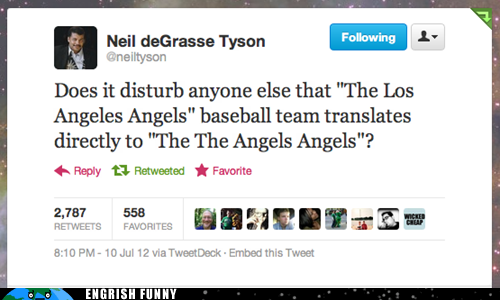 Neil deGrasse Tyson
@neiltyson
Following
Does it disturb anyone else that "The Los
Angeles Angels" baseball team translates
directly to "The The Angels Angels"?
Reply Retweeted Favorite
2,787 558
RETWEETS FAVORITES
WICKED
CHEAP
8:10 PM - 10 Jul 12 via TweetDeck · Embed this Tweet
ENGRISH FUNNY